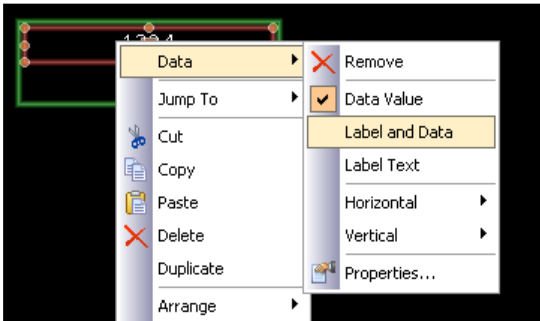 Data
Jump To
Cut
Copy
Paste
Delete
Duplicate
Arrange
Remove
Data Value
Label and Data
Label Text
Horizontal
Vertical
Properties...